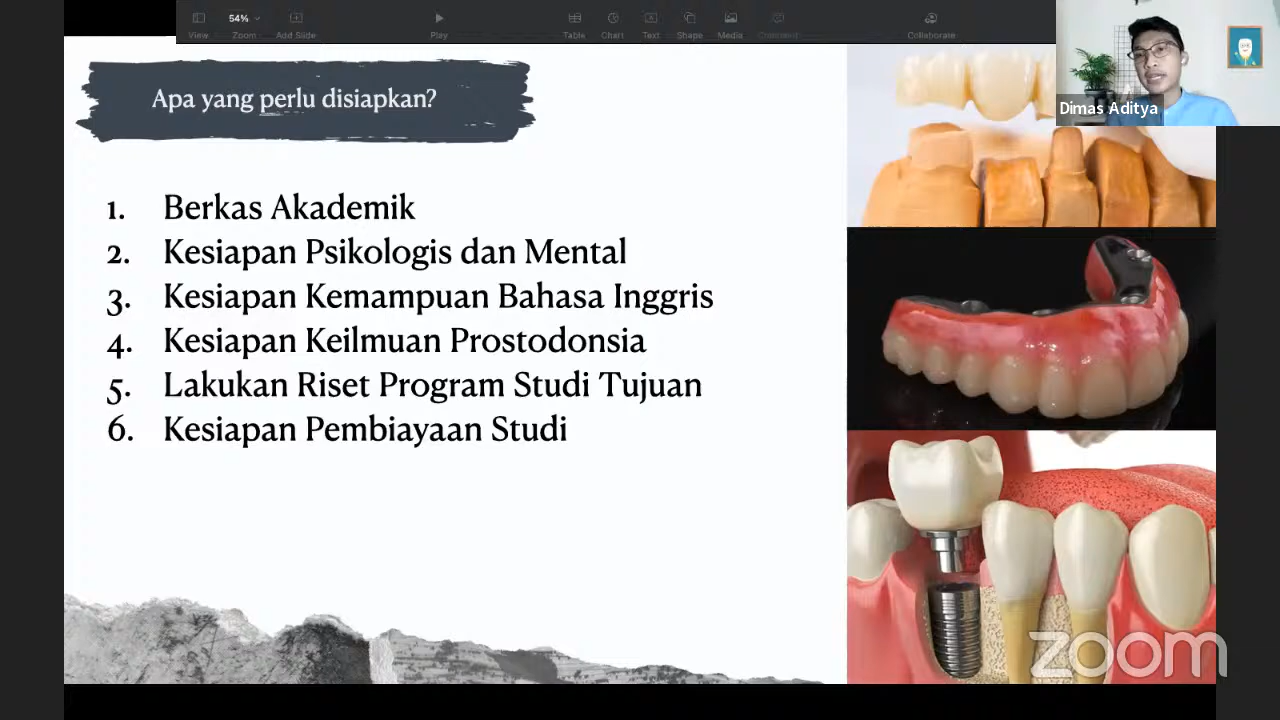 54%
View
Zoom
Add Slide
Play
Table
Chart
Text
Shape
Media
Comment
Collaborate
Dimas Aditya
Apa yang perlu disiapkan?
1. Berkas Akademik
2. Kesiapan Psikologis dan Mental
3. Kesiapan Kemampuan Bahasa Inggris
4. Kesiapan Keilmuan Prostodonsia
5. Lakukan Riset Program Studi Tujuan
6. Kesiapan Pembiayaan Studi
zoom